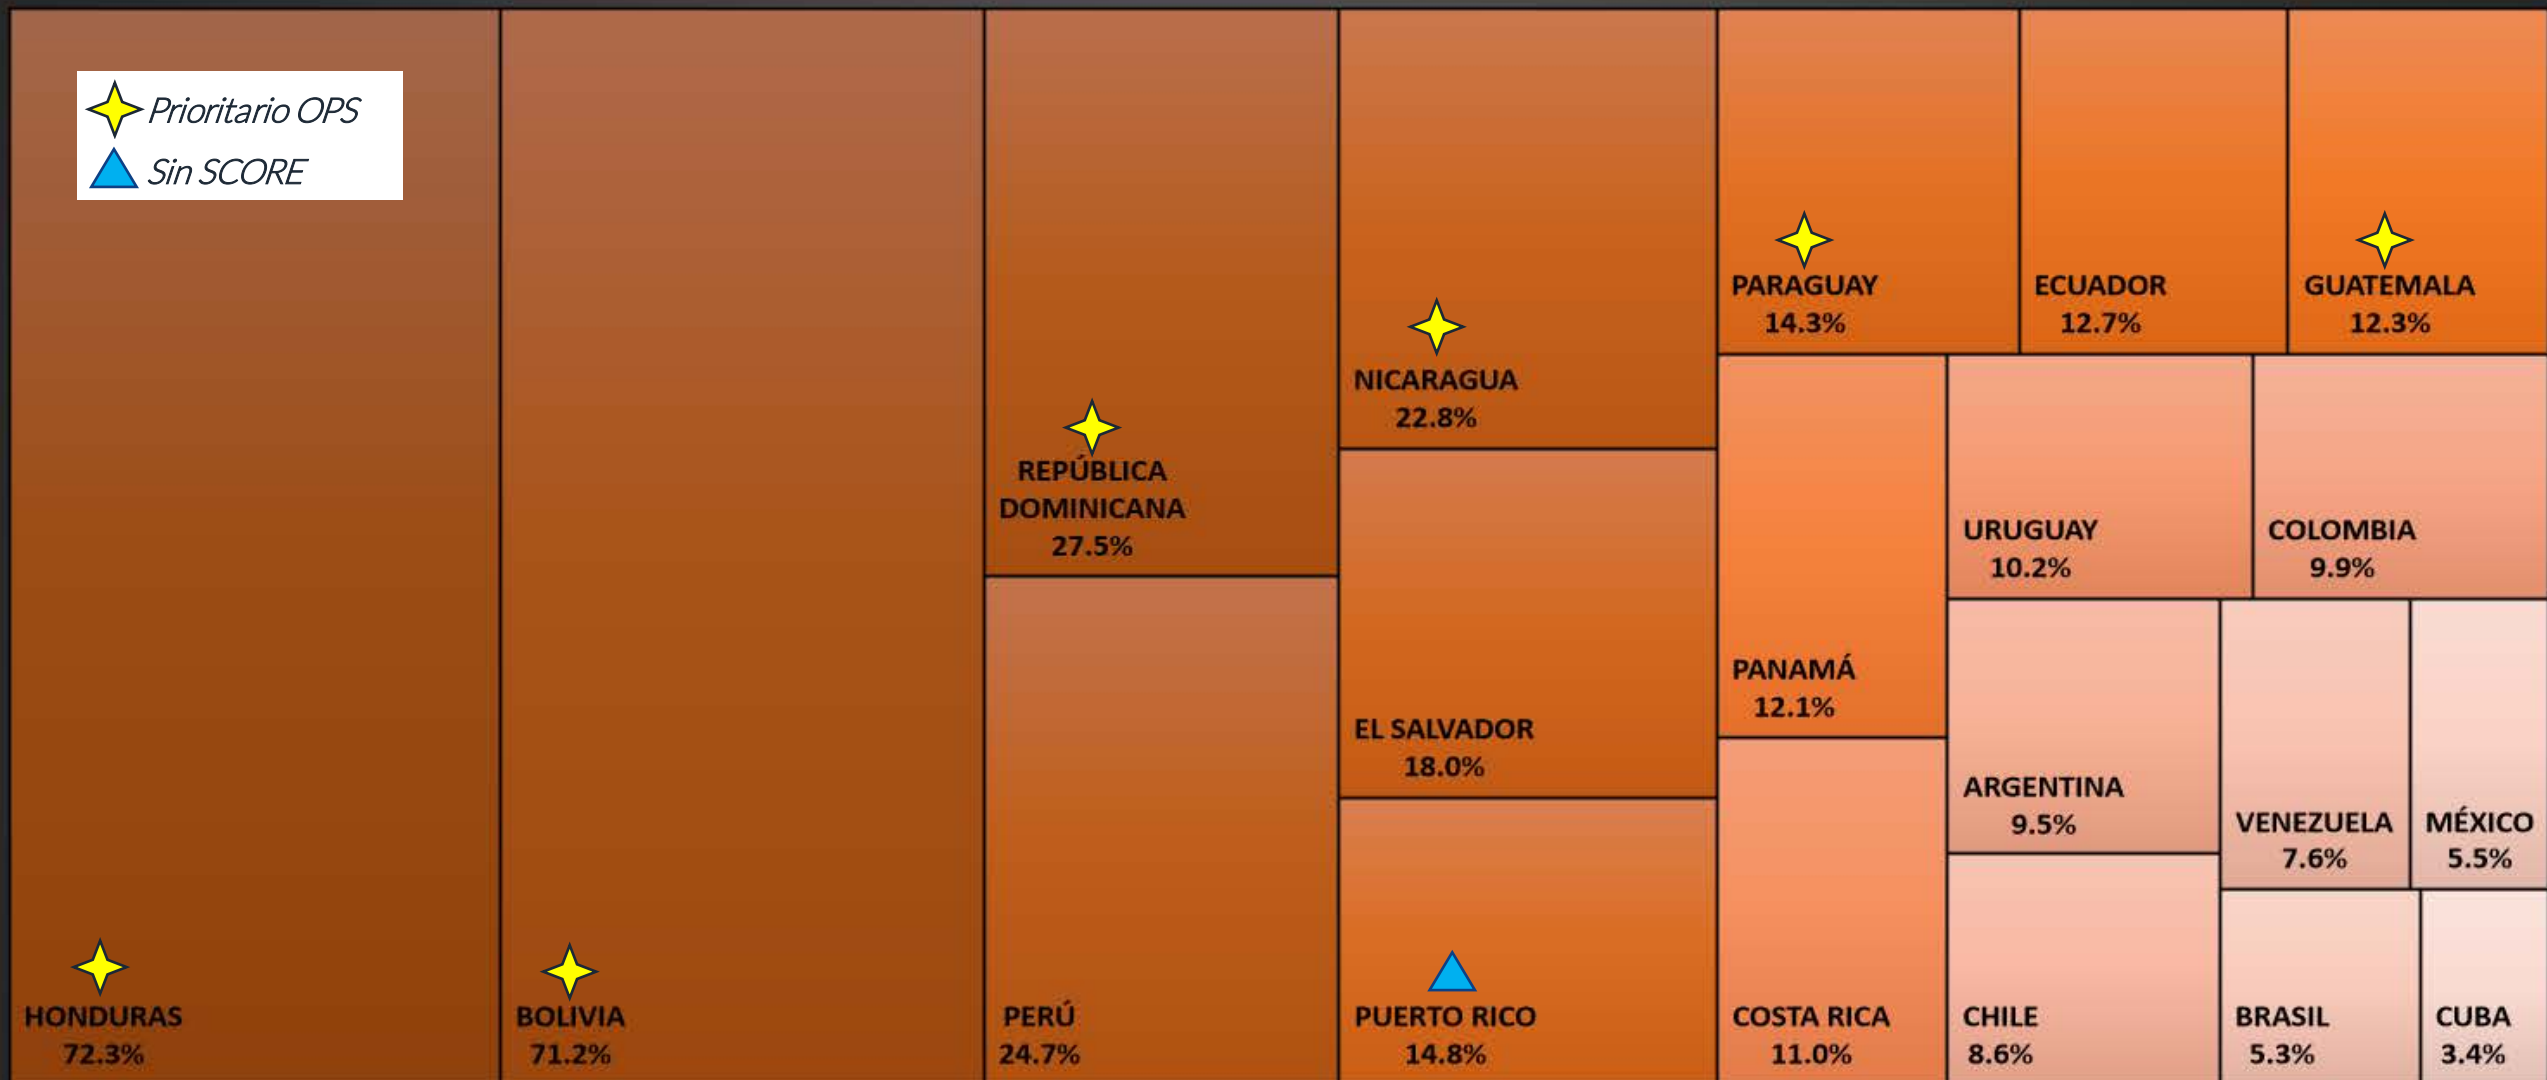 Prioritario OPS
Sin SCORE
HONDURAS
72.3%
BOLIVIA
71.2%
REPÚBLICA
DOMINICANA
27.5%
PERÚ
24.7%
NICARAGUA
22.8%
EL SALVADOR
18.0%
PUERTO RICO
14.8%
PARAGUAY
14.3%
ECUADOR
12.7%
GUATEMALA
12.3%
PANAMÁ
12.1%
COSTA RICA
11.0%
URUGUAY
10.2%
COLOMBIA
9.9%
ARGENTINA
9.5%
CHILE
8.6%
VENEZUELA
7.6%
MÉXICO
5.5%
BRASIL
5.3%
CUBA
3.4%